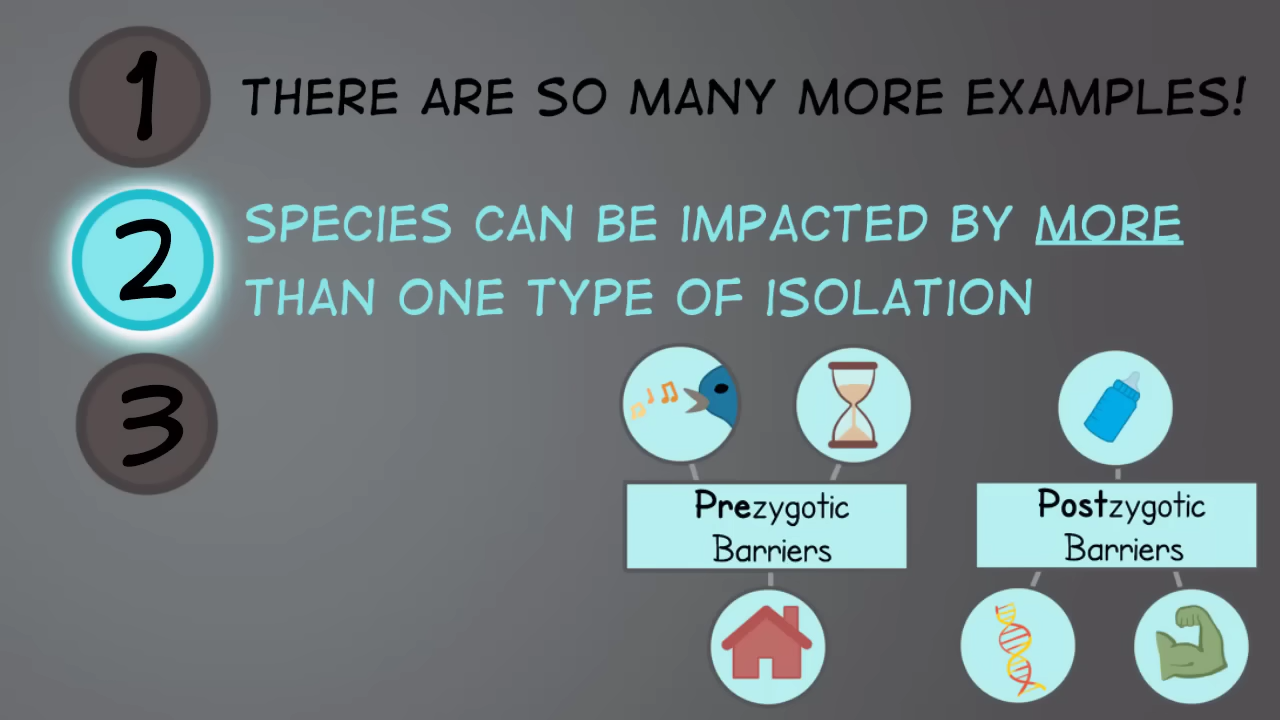 1
THERE ARE SO MANY MORE EXAMPLES!
2
SPECIES CAN BE IMPACTED BY MORE
THAN ONE TYPE OF ISOLATION
3
Prezygotic
Barriers
Postzygotic
Barriers